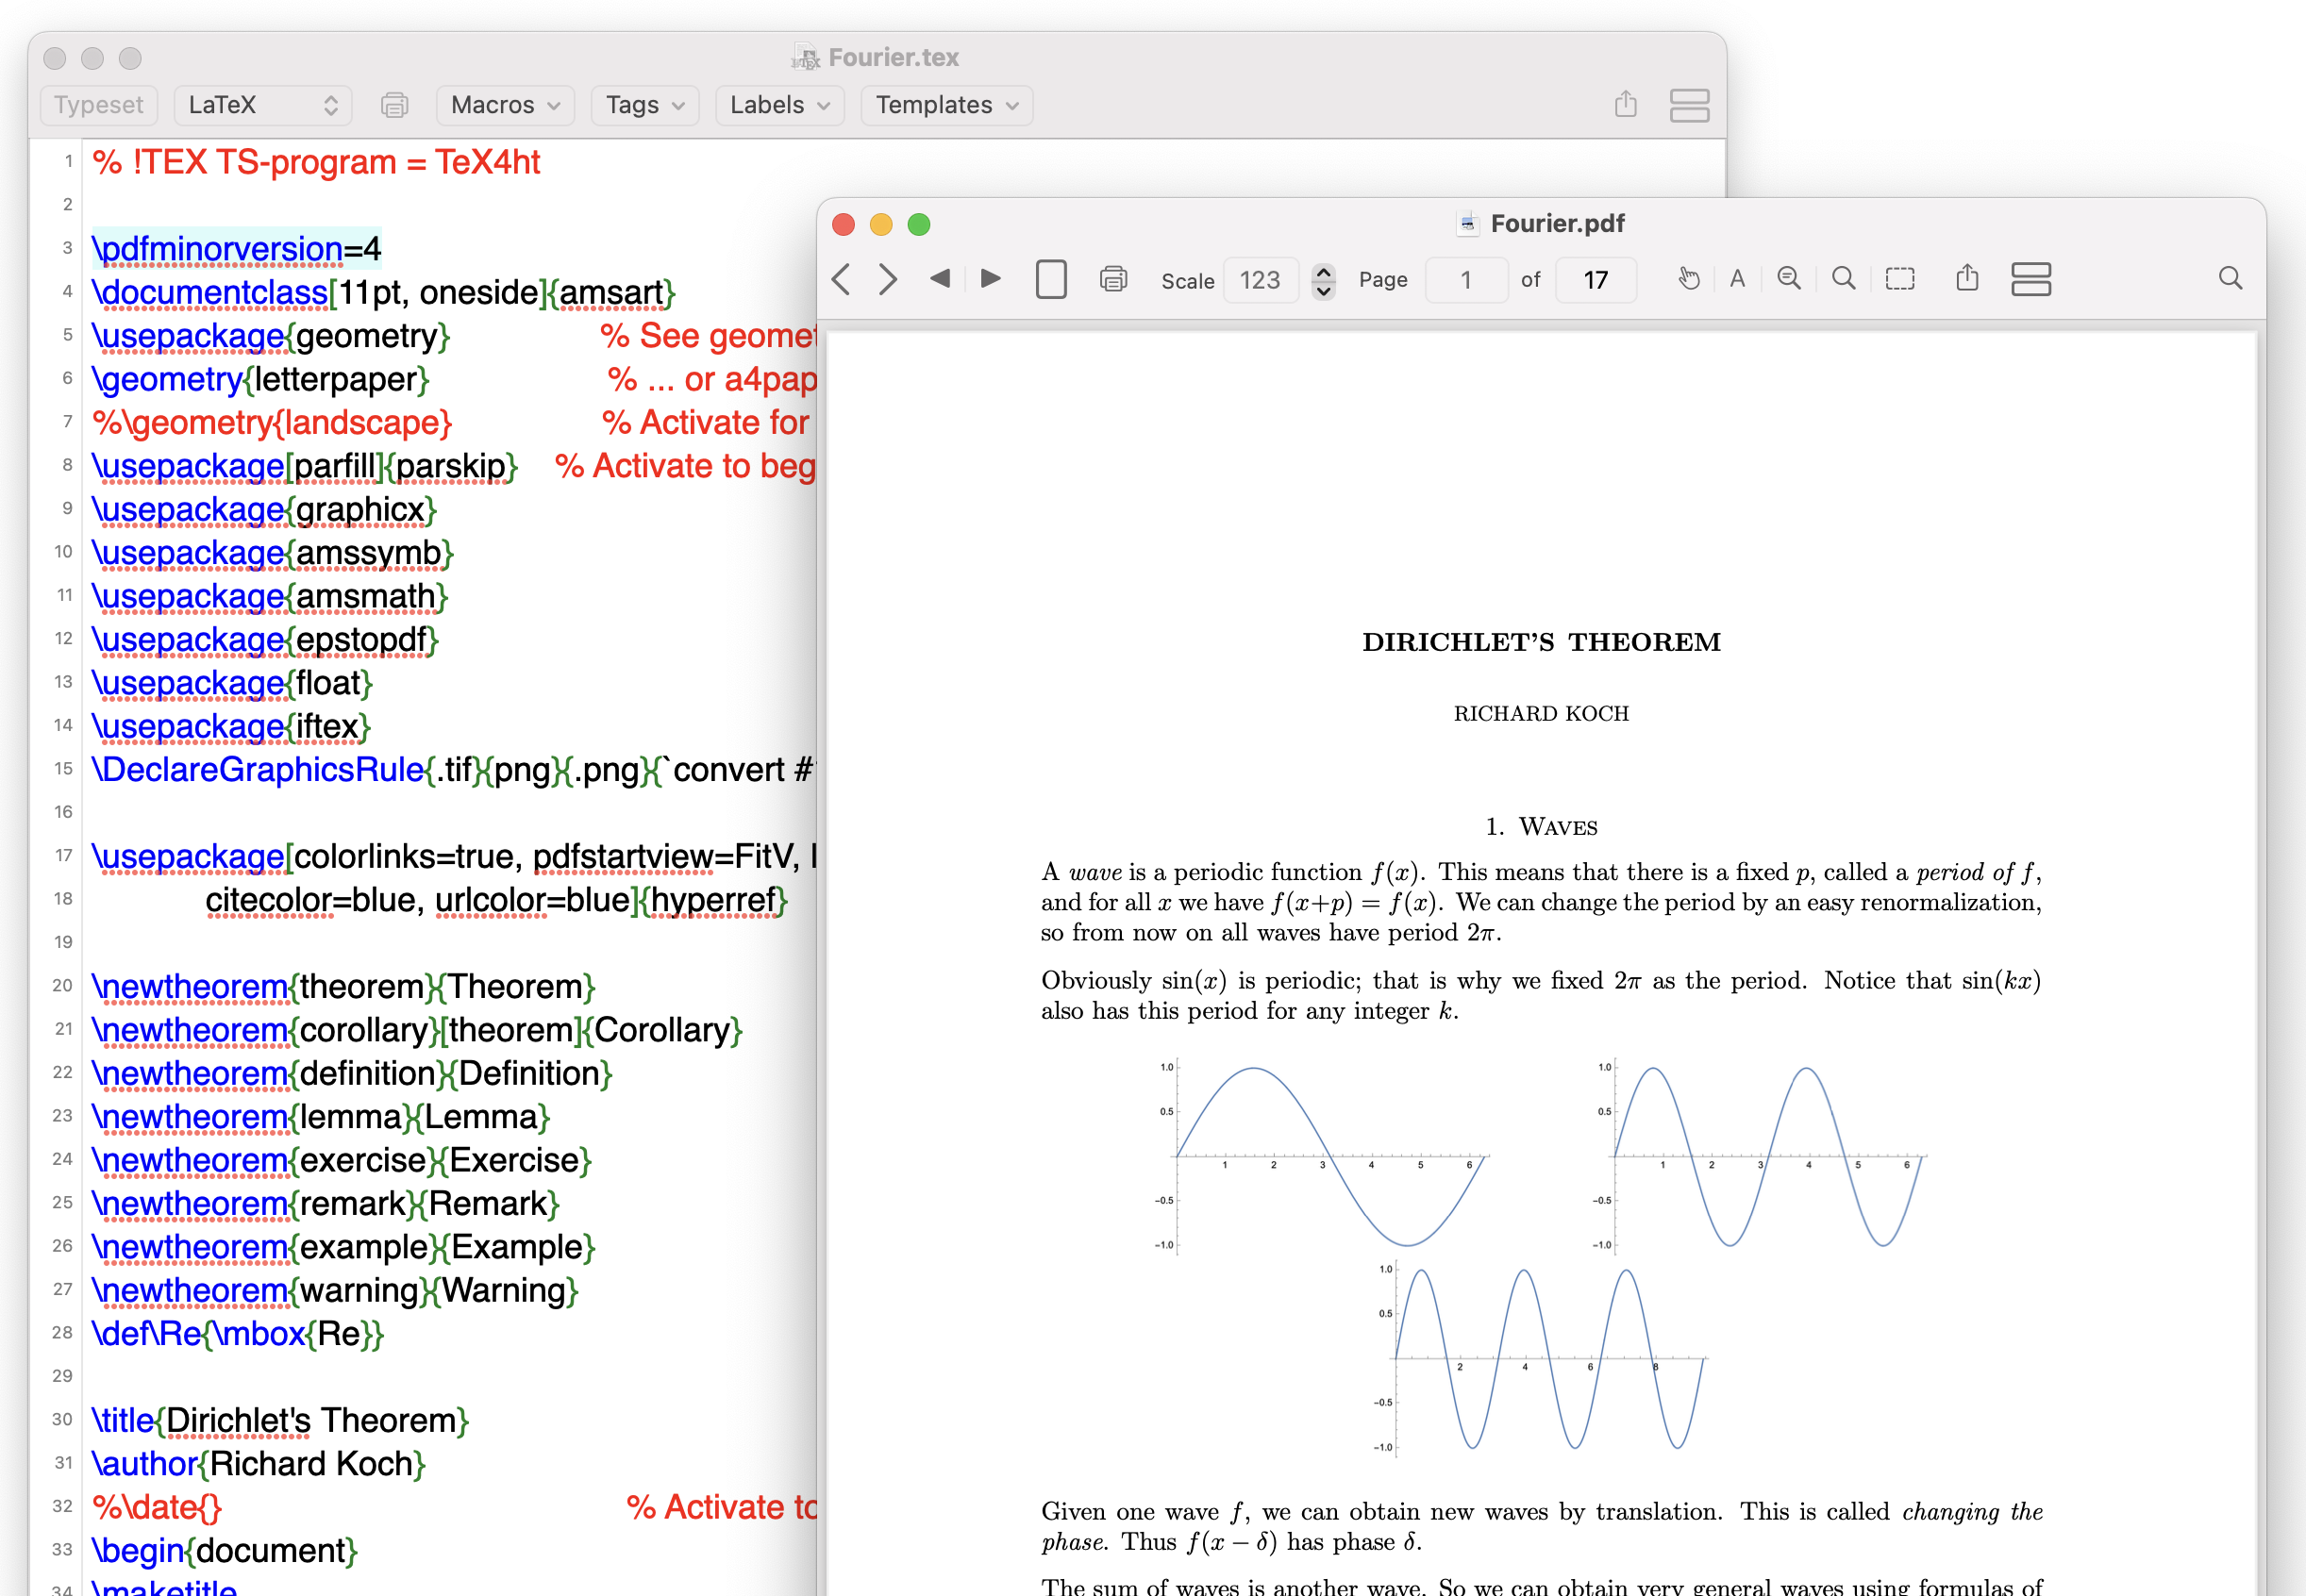 Fourier.tex
Typeset LaTeX Macros Tags Labels Templates
1 % !TEX TS-program = TeX4ht
2
3 \pdfminorversion=4
4 \documentclass[11pt, oneside]{amsart}
5 \usepackage{geometry} % See geomet
6 \geometry{letterpaper} % ... or a4pap
7 %\geometry{landscape} % Activate for
8 \usepackage[parfill]{parskip} % Activate to beg
9 \usepackage{graphicx}
10 \usepackage{amssymb}
11 \usepackage{amsmath}
12 \usepackage{epstopdf}
13 \usepackage{float}
14 \usepackage{iftex}
15 \DeclareGraphicsRule{.tif}{png}{.png}{`convert #
16
17 \usepackage[colorlinks=true, pdfstartview=FitV,
18 citecolor=blue, urlcolor=blue]{hyperref}
19
20 \newtheorem{theorem}{Theorem}
21 \newtheorem{corollary}[theorem]{Corollary}
22 \newtheorem{definition}{Definition}
23 \newtheorem{lemma}{Lemma}
24 \newtheorem{exercise}{Exercise}
25 \newtheorem{remark}{Remark}
26 \newtheorem{example}{Example}
27 \newtheorem{warning}{Warning}
28 \def\Re{\mbox{Re}}
29
30 \title{Dirichlet's Theorem}
31 \author{Richard Koch}
32 %\date{} % Activate to
33 \begin{document}
34 \maketitle
Fourier.pdf
Scale 123 Page 1 of 17 A
DIRICHLET'S THEOREM
RICHARD KOCH
1. WAVES
A wave is a periodic function f(x). This means that there is a fixed p, called a period of f,
and for all x we have f(x+p) = f(x). We can change the period by an easy renormalization,
so from now on all waves have period 2π.
Obviously sin(x) is periodic; that is why we fixed 2π as the period. Notice that sin(kx)
also has this period for any integer k.
1.0
0.5
1 2 3 4 5 6
−0.5
−1.0
1.0
0.5
1 2 3 4 5 6
−0.5
−1.0
1.0
0.5
2 4 6 8
−0.5
−1.0
Given one wave f, we can obtain new waves by translation. This is called changing the
phase. Thus f(x − δ) has phase δ.
The sum of waves is another wave. So we can obtain very general waves using formulas of